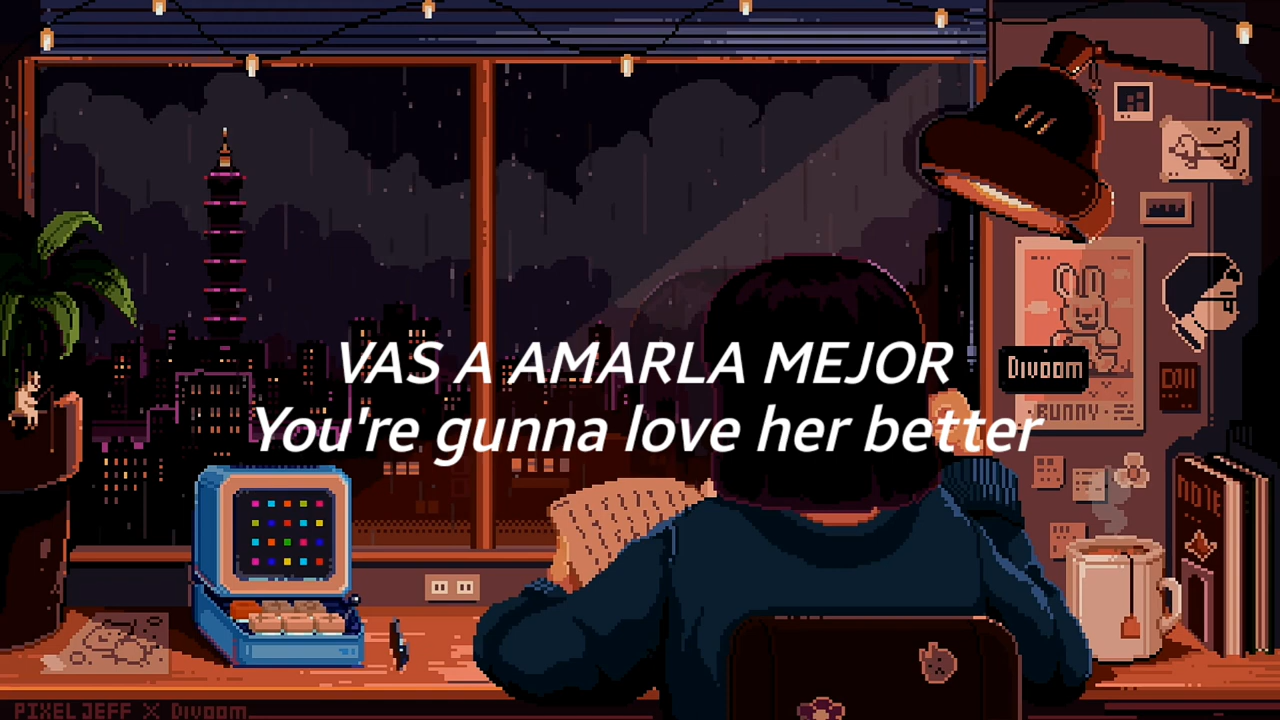 VAS A AMARLA MEJOR
You're gunna love her better
Divoom
BUNNY
NOTE
PIXEL JEFF X Divoom